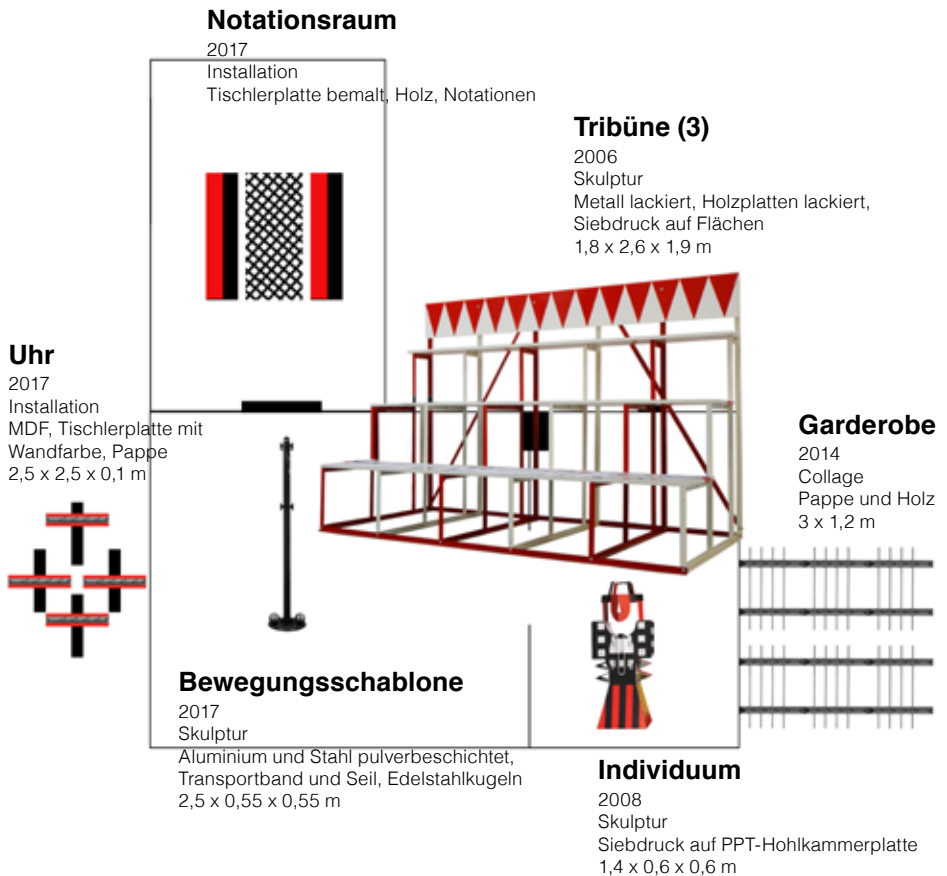 Notationsraum
2017
Installation
Tischlerplatte bemalt, Holz, Notationen
Tribüne (3)
2006
Skulptur
Metall lackiert, Holzplatten lackiert,
Siebdruck auf Flächen
1,8 x 2,6 x 1,9 m
Uhr
2017
Installation
MDF, Tischlerplatte mit
Wandfarbe, Pappe
2,5 x 2,5 x 0,1 m
Garderobe
2014
Collage
Pappe und Holz
3 x 1,2 m
Bewegungsschablone
2017
Skulptur
Aluminium und Stahl pulverbeschichtet,
Transportband und Seil, Edelstahlkugeln
2,5 x 0,55 x 0,55 m
Individuum
2008
Skulptur
Siebdruck auf PPT-Hohlkammerplatte
1,4 x 0,6 x 0,6 m